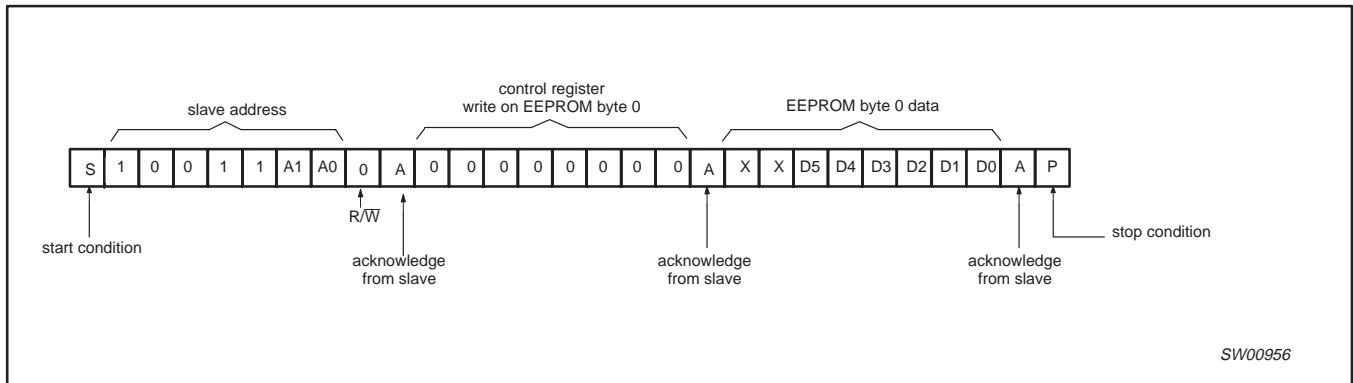 control register
write on EEPROM byte 0
slave address
EEPROM byte 0 data
S 1 0 0 1 1 A1 A0 0 A 0 0 0 0 0 0 0 0 A X X D5 D4 D3 D2 D1 D0 A P
R/W̅
start condition
stop condition
acknowledge
from slave
acknowledge
from slave
acknowledge
from slave
SW00956